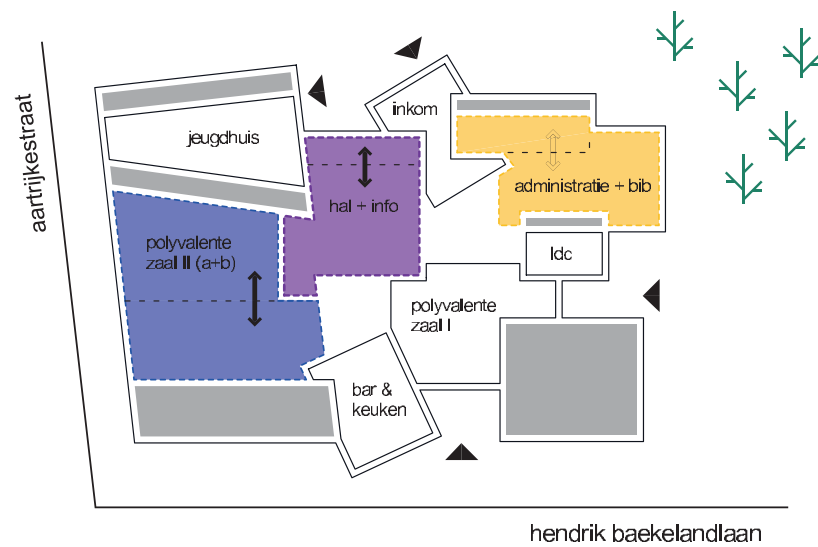 aartrijkestraat
jeugdhuis
inkom
hal + info
administratie + bib
polyvalente
zaal II (a+b)
ldc
polyvalente
zaal I
bar &
keuken
hendrik baekelandlaan